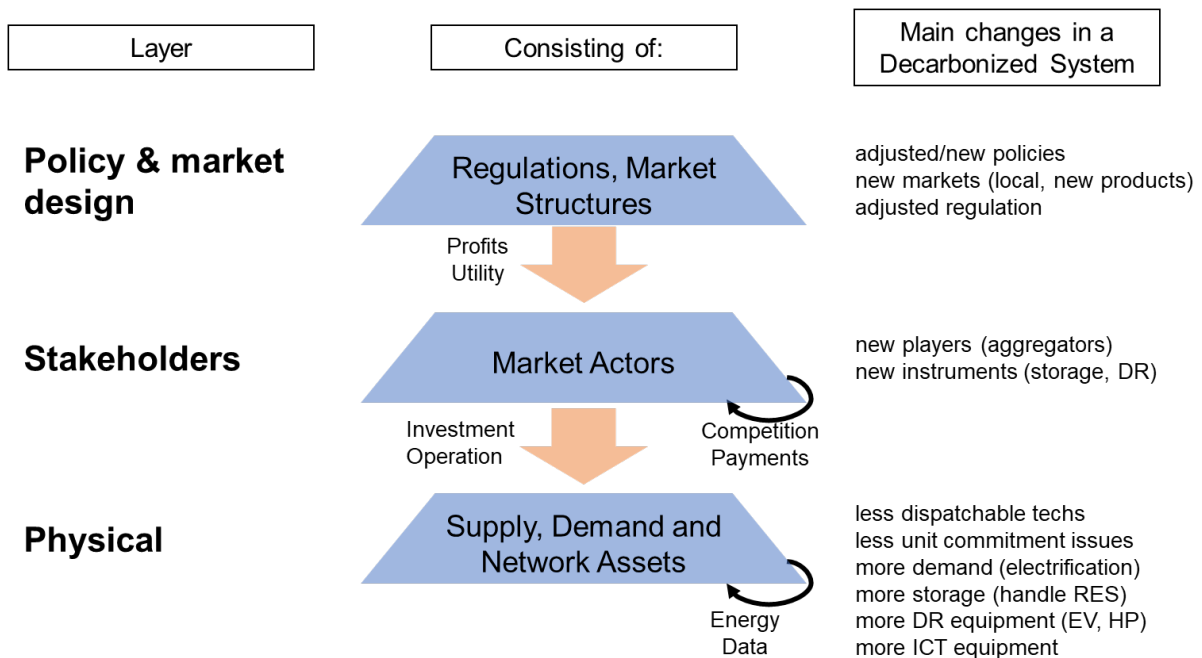 Layer
Consisting of:
Main changes in a
Decarbonized System
Policy & market
design
Regulations, Market
Structures
adjusted/new policies
new markets (local, new products)
adjusted regulation
Profits
Utility
Stakeholders
Market Actors
new players (aggregators)
new instruments (storage, DR)
Investment
Operation
Competition
Payments
Physical
Supply, Demand and
Network Assets
less dispatchable techs
less unit commitment issues
more demand (electrification)
more storage (handle RES)
more DR equipment (EV, HP)
more ICT equipment
Energy
Data